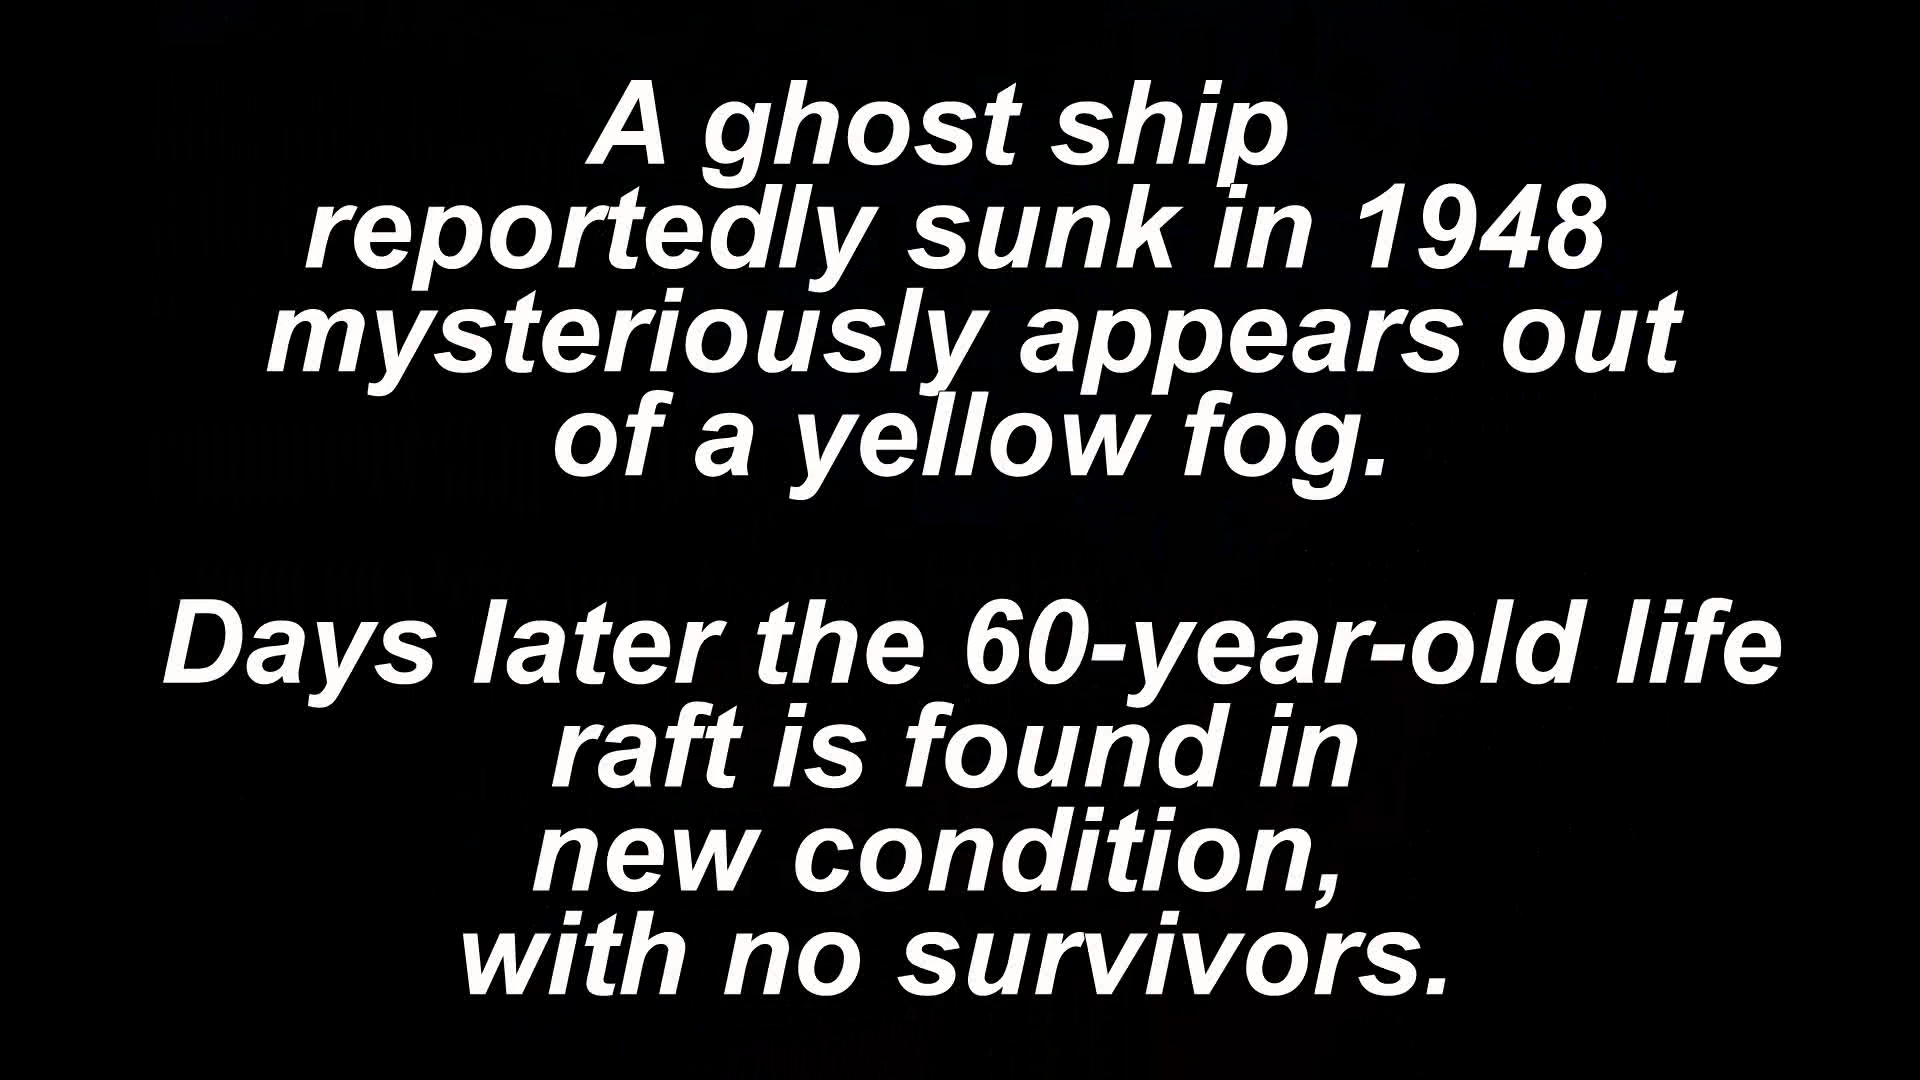 A ghost ship
reportedly sunk in 1948
mysteriously appears out
of a yellow fog.
Days later the 60-year-old life
raft is found in
new condition,
with no survivors.